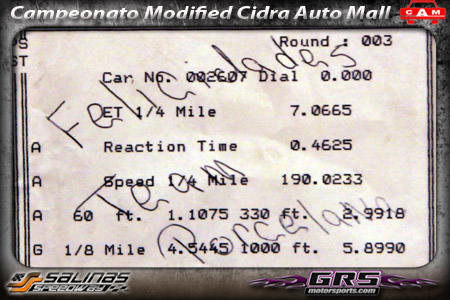 Campeonato Modified Cidra Auto Mall
CAM
Round : 003
ST
Car No. 002607 Dial 0.000
Felicidades
ET 1/4 Mile 7.0665
A Reaction Time 0.4625
Team
A Speed 1/4 Mile 190.0233
A 60 ft. 1.1075 330 ft. 2.9918
Porcelanto
G 1/8 Mile 4.5445 1000 ft. 5.8990
SALINAS
SPEEDWAY
GRS
motorsports.com